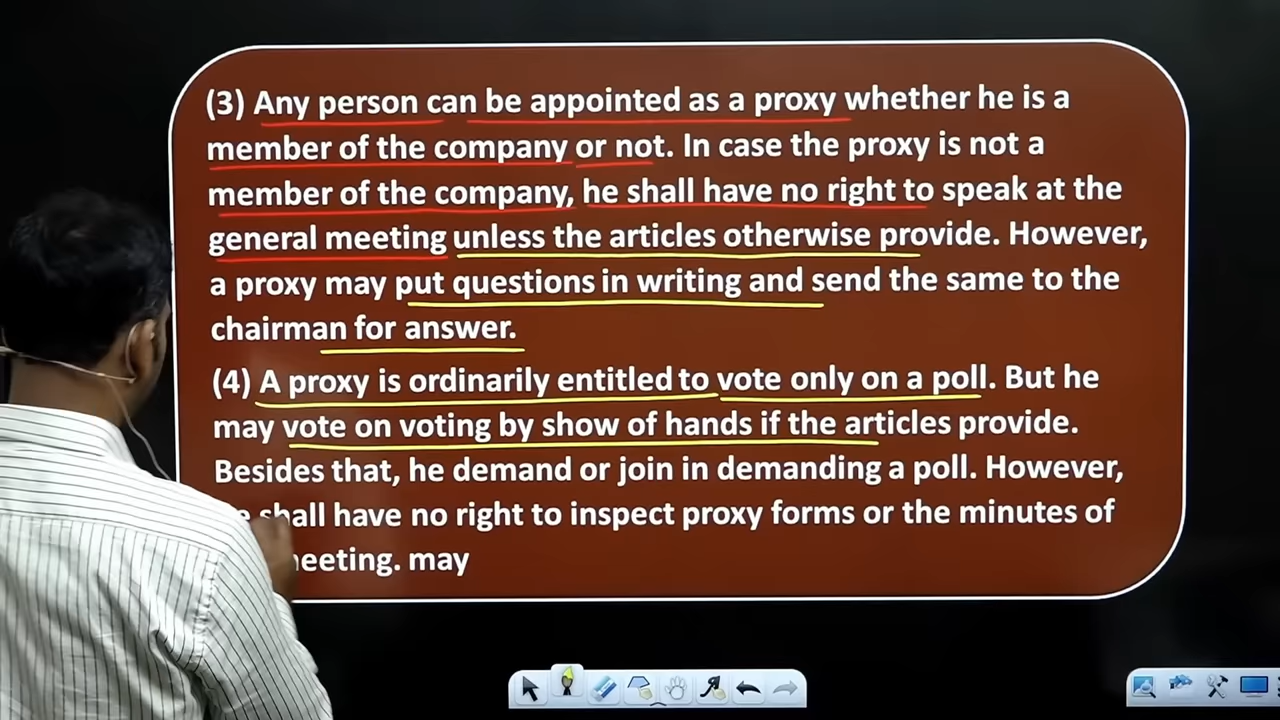 (3) Any person can be appointed as a proxy whether he is a
member of the company or not. In case the proxy is not a
member of the company, he shall have no right to speak at the
general meeting unless the articles otherwise provide. However,
a proxy may put questions in writing and send the same to the
chairman for answer.
(4) A proxy is ordinarily entitled to vote only on a poll. But he
may vote on voting by show of hands if the articles provide.
Besides that, he demand or join in demanding a poll. However,
shall have no right to inspect proxy forms or the minutes of
meeting. may